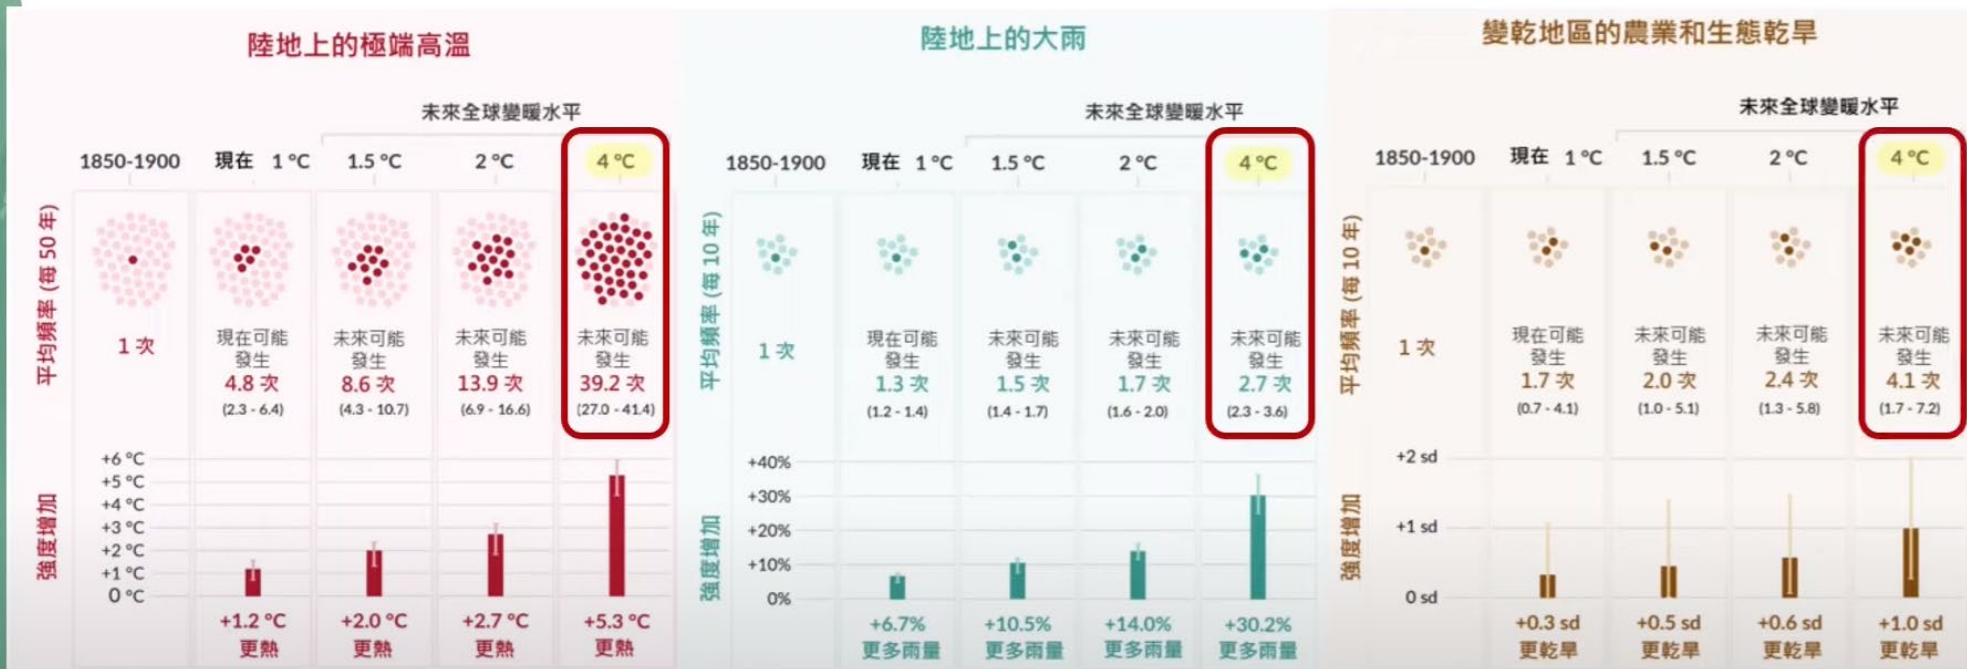 陸地上的極端高溫
未來全球變暖水平
1850-1900 現在 1 °C 1.5 °C 2 °C 4 °C
平均頻率 (每 50 年)
1 次
現在可能
發生
4.8 次
(2.3 - 6.4)
未來可能
發生
8.6 次
(4.3 - 10.7)
未來可能
發生
13.9 次
(6.9 - 16.6)
未來可能
發生
39.2 次
(27.0 - 41.4)
強度增加
+6 °C
+5 °C
+4 °C
+3 °C
+2 °C
+1 °C
0 °C
+1.2 °C
更熱
+2.0 °C
更熱
+2.7 °C
更熱
+5.3 °C
更熱
陸地上的大雨
未來全球變暖水平
1850-1900 現在 1 °C 1.5 °C 2 °C 4 °C
平均頻率 (每 10 年)
1 次
現在可能
發生
1.3 次
(1.2 - 1.4)
未來可能
發生
1.5 次
(1.4 - 1.7)
未來可能
發生
1.7 次
(1.6 - 2.0)
未來可能
發生
2.7 次
(2.3 - 3.6)
強度增加
+40%
+30%
+20%
+10%
0%
+6.7%
更多雨量
+10.5%
更多雨量
+14.0%
更多雨量
+30.2%
更多雨量
變乾地區的農業和生態乾旱
未來全球變暖水平
1850-1900 現在 1 °C 1.5 °C 2 °C 4 °C
平均頻率 (每 10 年)
1 次
現在可能
發生
1.7 次
(0.7 - 4.1)
未來可能
發生
2.0 次
(1.0 - 5.1)
未來可能
發生
2.4 次
(1.3 - 5.8)
未來可能
發生
4.1 次
(1.7 - 7.2)
強度增加
+2 sd
+1 sd
0 sd
+0.3 sd
更乾旱
+0.5 sd
更乾旱
+0.6 sd
更乾旱
+1.0 sd
更乾旱